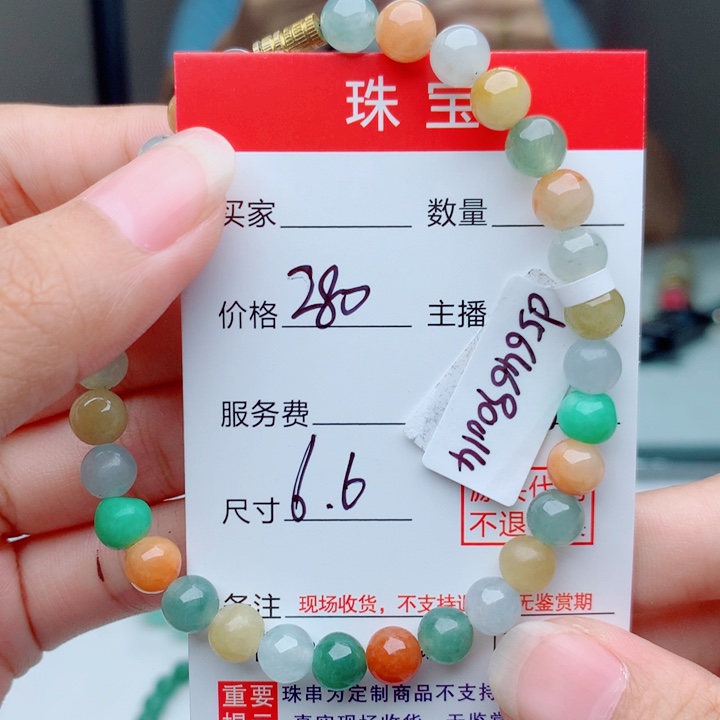 珠宝
买家 数量
价格 280 主播
服务费
尺寸 6.6
不退
备注 现场收货，不支持 无鉴赏期
重要 珠串为定制商品不支持
ds64680u14